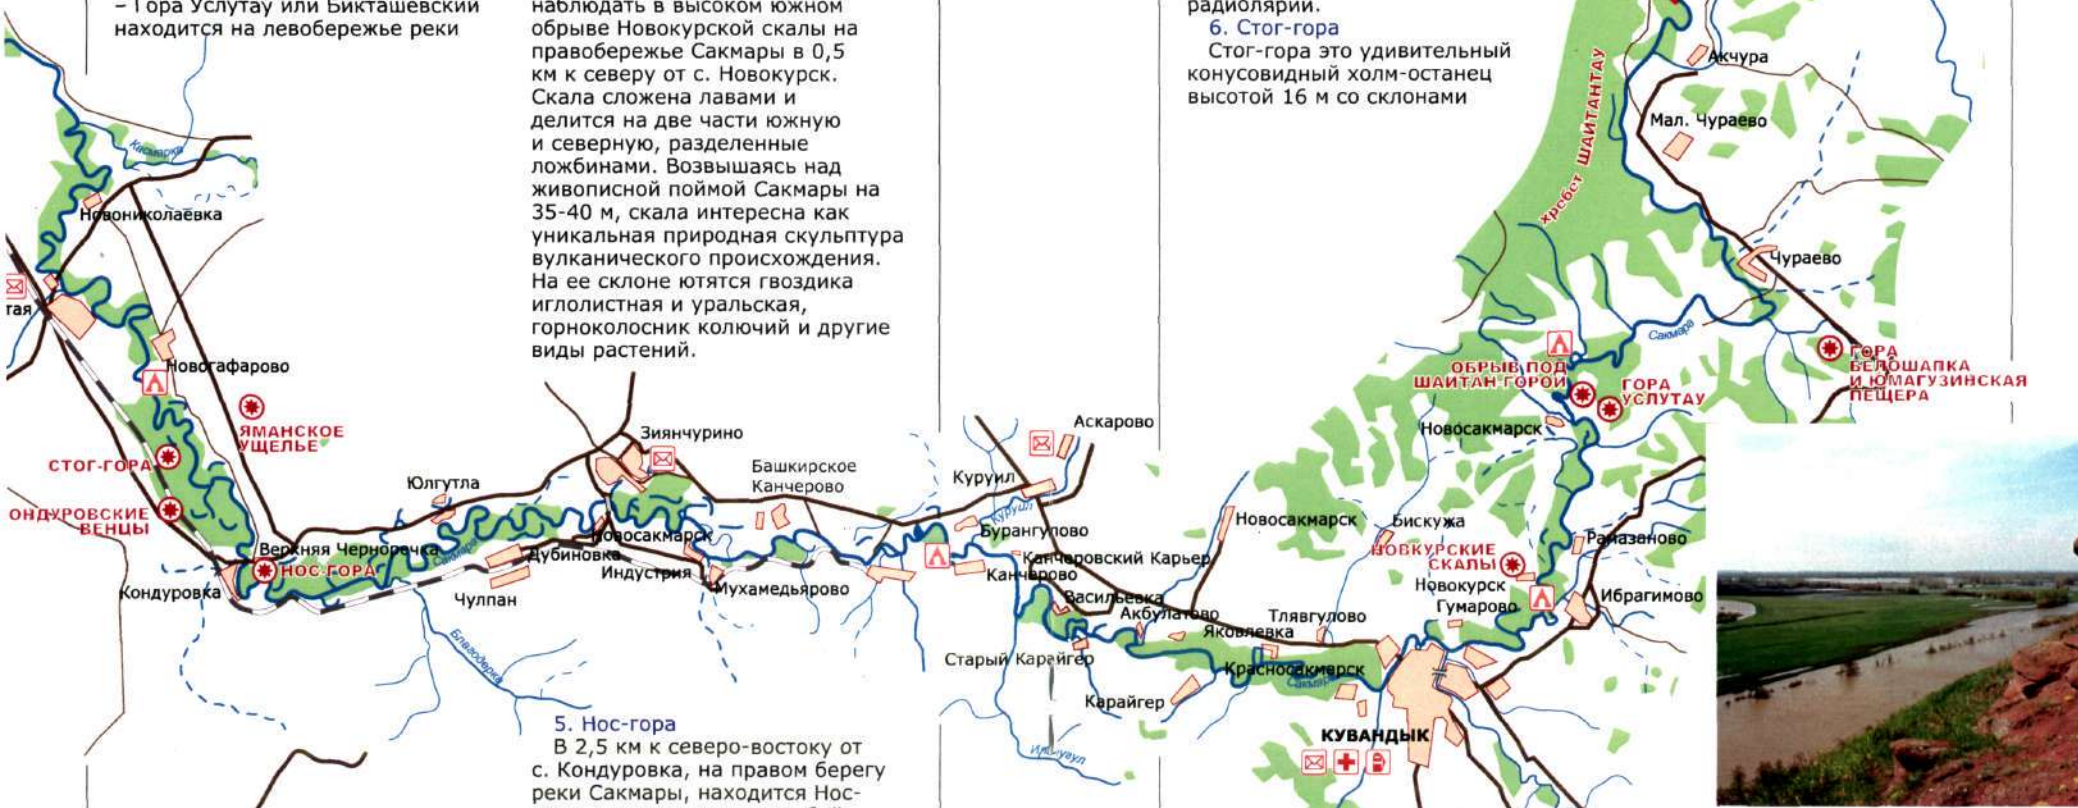 – Гора Услутау или Бикташевский
находится на левобережье реки
наблюдать в высоком южном
обрыве Новокурской скалы на
правобережье Сакмары в 0,5
км к северу от с. Новокурск.
Скала сложена лавами и
делится на две части южную
и северную, разделенные
ложбинами. Возвышаясь над
живописной поймой Сакмары на
35-40 м, скала интересна как
уникальная природная скульптура
вулканического происхождения.
На ее склоне ютятся гвоздика
иглолистная и уральская,
горноколосник колючий и другие
виды растений.
радиолярии.
6. Стог-гора
Стог-гора это удивительный
конусовидный холм-останец
высотой 16 м со склонами
Касмарка
Новониколаевка
тая
Новогафарово
ЯМАНСКОЕ
УЩЕЛЬЕ
СТОГ-ГОРА
ОНДУРОВСКИЕ
ВЕНЦЫ
Верхняя Черноречка
НОС-ГОРА
Кондуровка
Юлгутла
Сакмара
Чулпан
Дубиновка
Благодарка
Зиянчурино
Новосакмарск
Индустрия
Мухамедьярово
Башкирское
Канчерово
Куруил
Аскарово
Бурангулово
Канчеровский Карьер
Канчерово
Васильевка
Акбулатово
Яковлевка
Тлявгулово
Старый Карайгер
Карайгер
Красносакмарск
Сакмара
КУВАНДЫК
хребет ШАЙТАНТАУ
Акчура
Мал. Чураево
Чураево
Сакмара
ГОРА
БЕЛОШАПКА
И ЮМАГУЗИНСКАЯ
ПЕЩЕРА
ОБРЫВ ПОД
ШАЙТАН-ГОРОЙ
ГОРА
УСЛУТАУ
Новосакмарск
Новосакмарск
Бискужа
НОВКУРСКИЕ
СКАЛЫ
Новокурск
Гумарово
Рамазаново
Ибрагимово
5. Нос-гора
В 2,5 км к северо-востоку от
с. Кондуровка, на правом берегу
реки Сакмары, находится Нос-